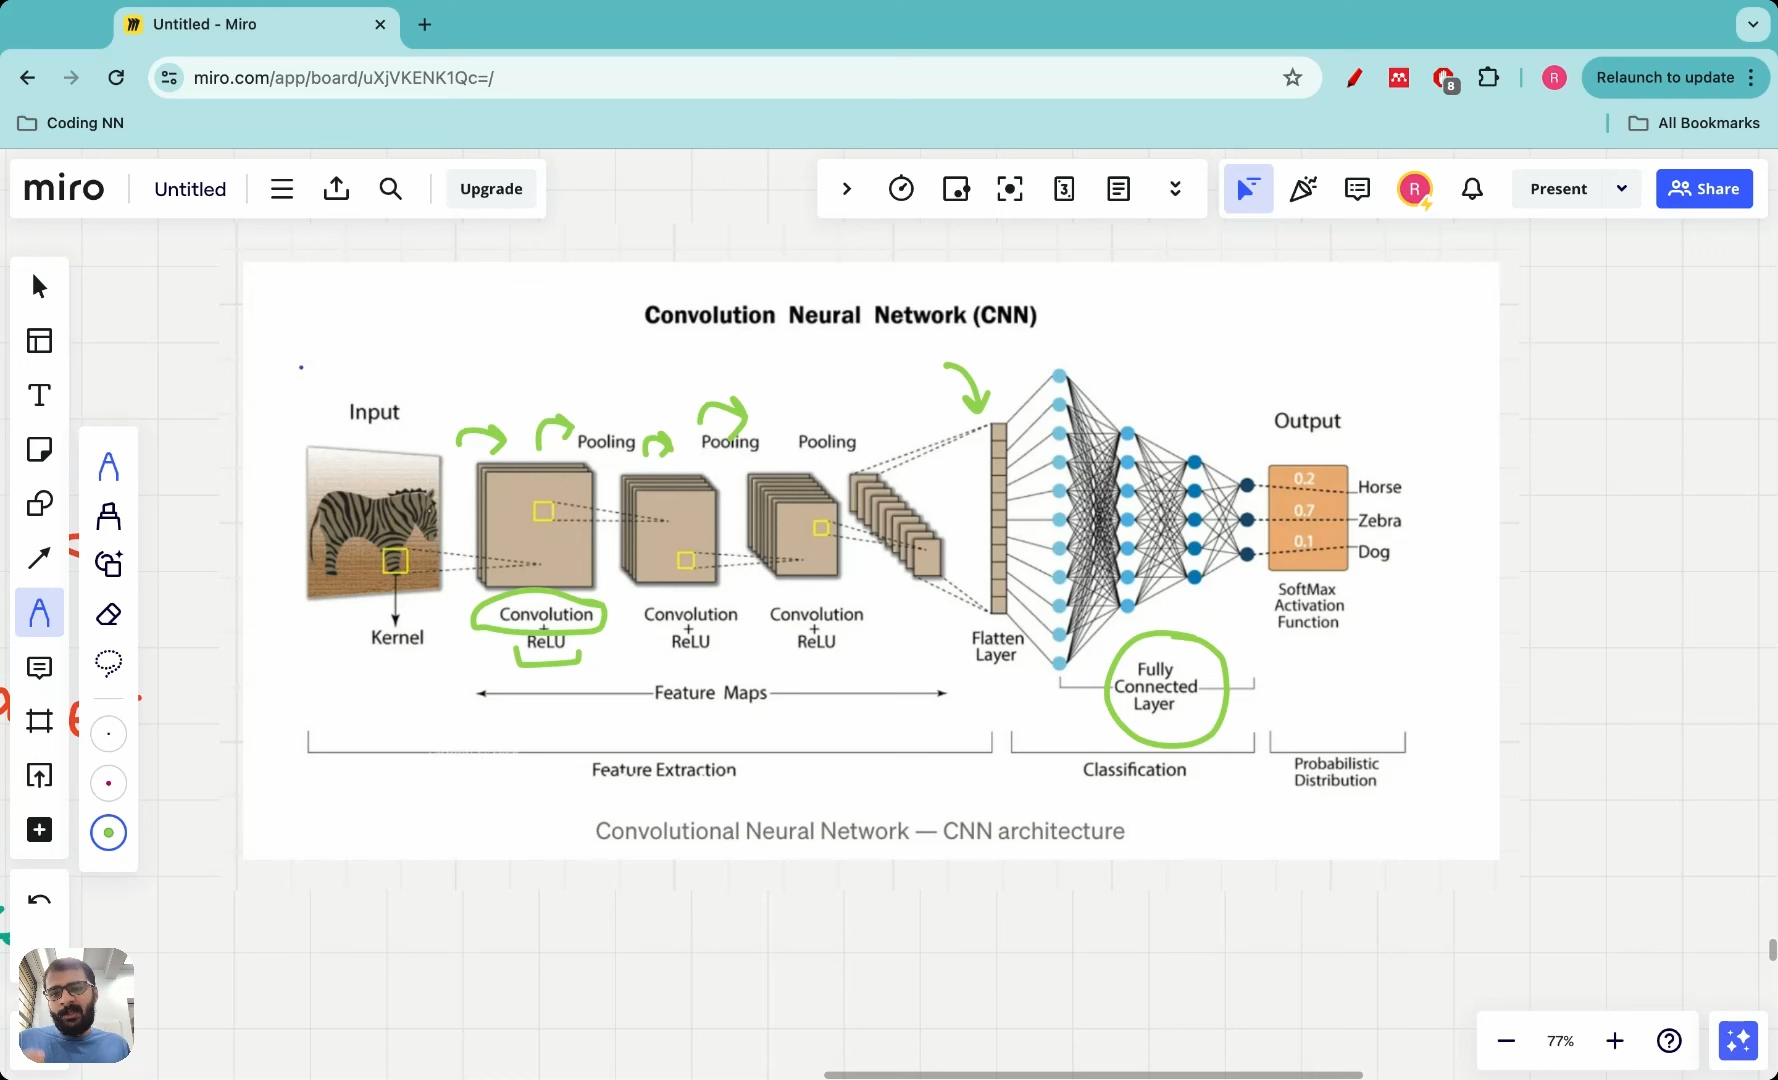 Untitled - Miro
miro.com/app/board/uXjVKENK1Qc=/
8
R
Relaunch to update
Coding NN
All Bookmarks
miro
Untitled
Upgrade
3
R
Present
Share
Convolution Neural Network (CNN)
Input
Pooling
Pooling
Pooling
Output
0.2
Horse
0.7
Zebra
0.1
Dog
Convolution
+
ReLU
Convolution
+
ReLU
Convolution
+
ReLU
Kernel
Flatten
Layer
SoftMax
Activation
Function
Fully
Connected
Layer
Feature Maps
Feature Extraction
Classification
Probabilistic
Distribution
Convolutional Neural Network — CNN architecture
77%